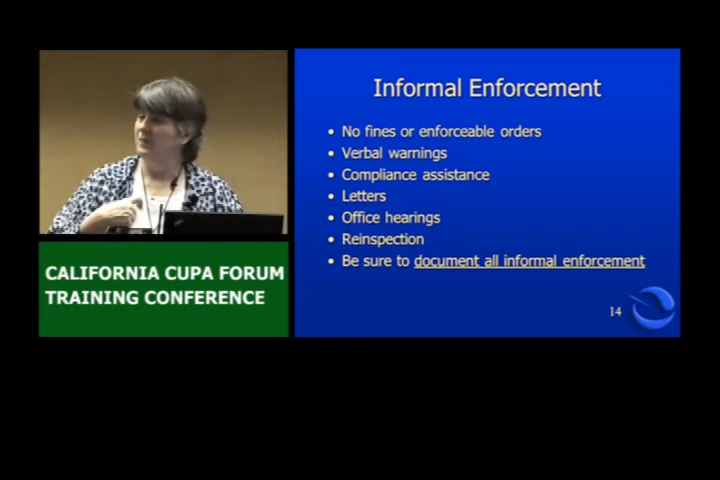 Informal Enforcement
• No fines or enforceable orders
• Verbal warnings
• Compliance assistance
• Letters
• Office hearings
• Reinspection
• Be sure to document all informal enforcement
14
CALIFORNIA CUPA FORUM
TRAINING CONFERENCE